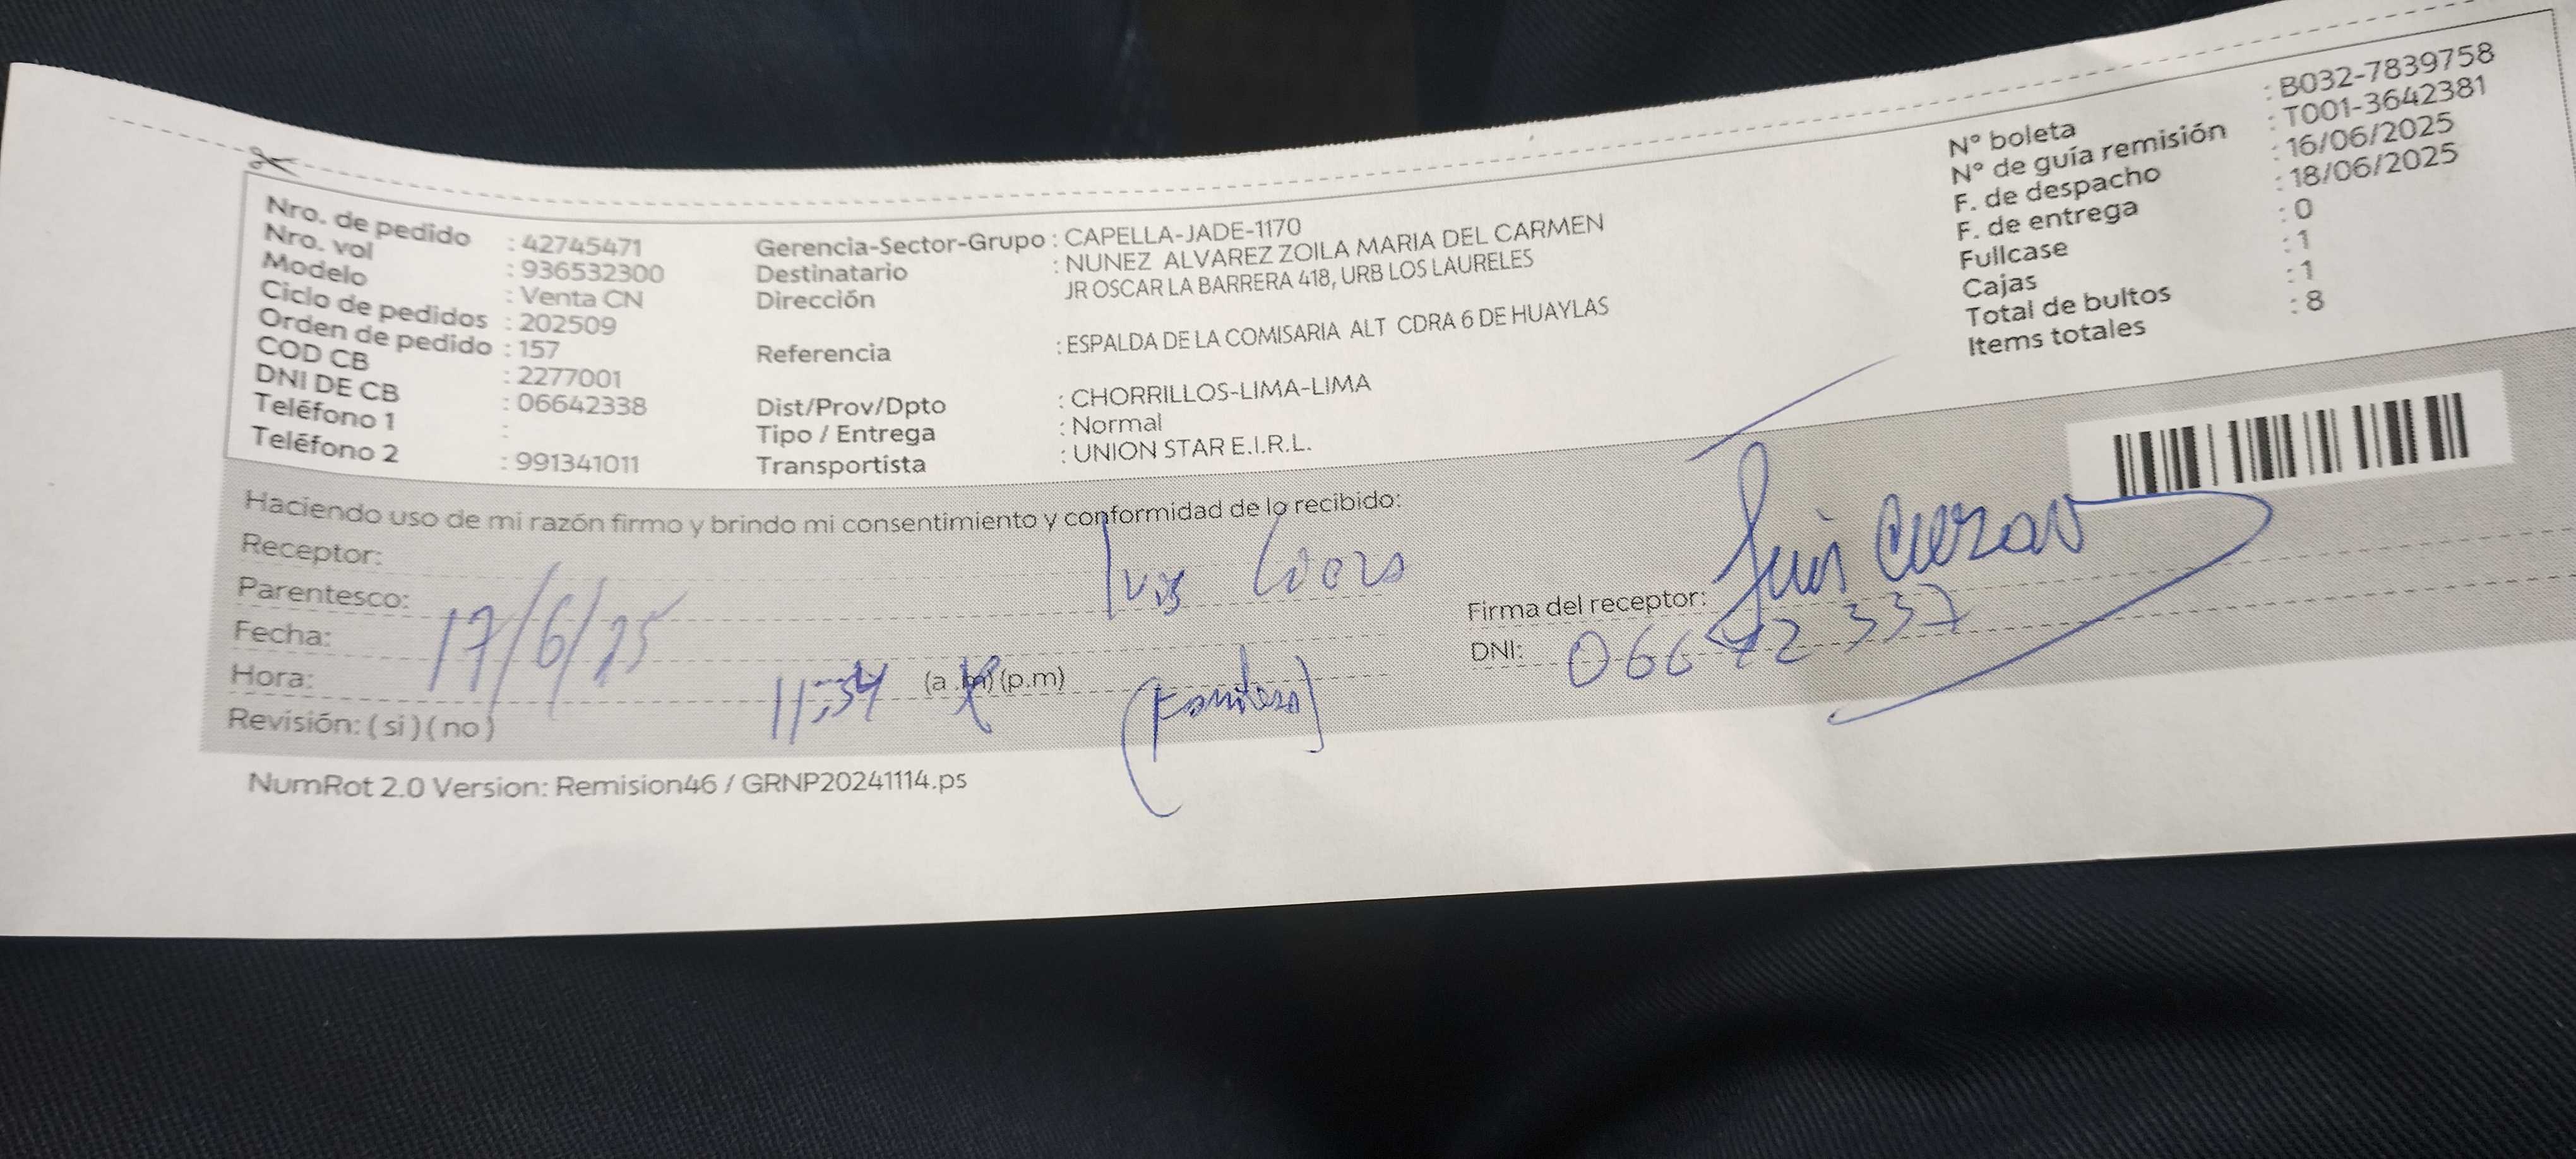 Nro. de pedido : 42745471
Nro. vol : 936532300
Modelo : Venta CN
Ciclo de pedidos : 202509
Orden de pedido : 157
COD CB : 2277001
DNI DE CB : 06642338
Teléfono 1 :
Teléfono 2 : 991341011
Gerencia-Sector-Grupo : CAPELLA-JADE-1170
Destinatario : NUNEZ ALVAREZ ZOILA MARIA DEL CARMEN
Dirección JR OSCAR LA BARRERA 418, URB LOS LAURELES
Referencia : ESPALDA DE LA COMISARIA ALT CDRA 6 DE HUAYLAS
Dist/Prov/Dpto : CHORRILLOS-LIMA-LIMA
Tipo / Entrega : Normal
Transportista : UNION STAR E.I.R.L.
N° boleta : B032-7839758
N° de guía remisión : T001-3642381
F. de despacho : 16/06/2025
F. de entrega : 18/06/2025
Fullcase : 0
Cajas : 1
Total de bultos : 1
Items totales : 8
Haciendo uso de mi razón firmo y brindo mi consentimiento y conformidad de lo recibido:
Receptor:
Parentesco:
Fecha: 17/6/25
Hora: 11:54 (a.m) (p.m)
Revisión: ( si ) ( no )
Firma del receptor: Luis
DNI: 06642337
NumRot 2.0 Version: Remision46 / GRNP20241114.ps